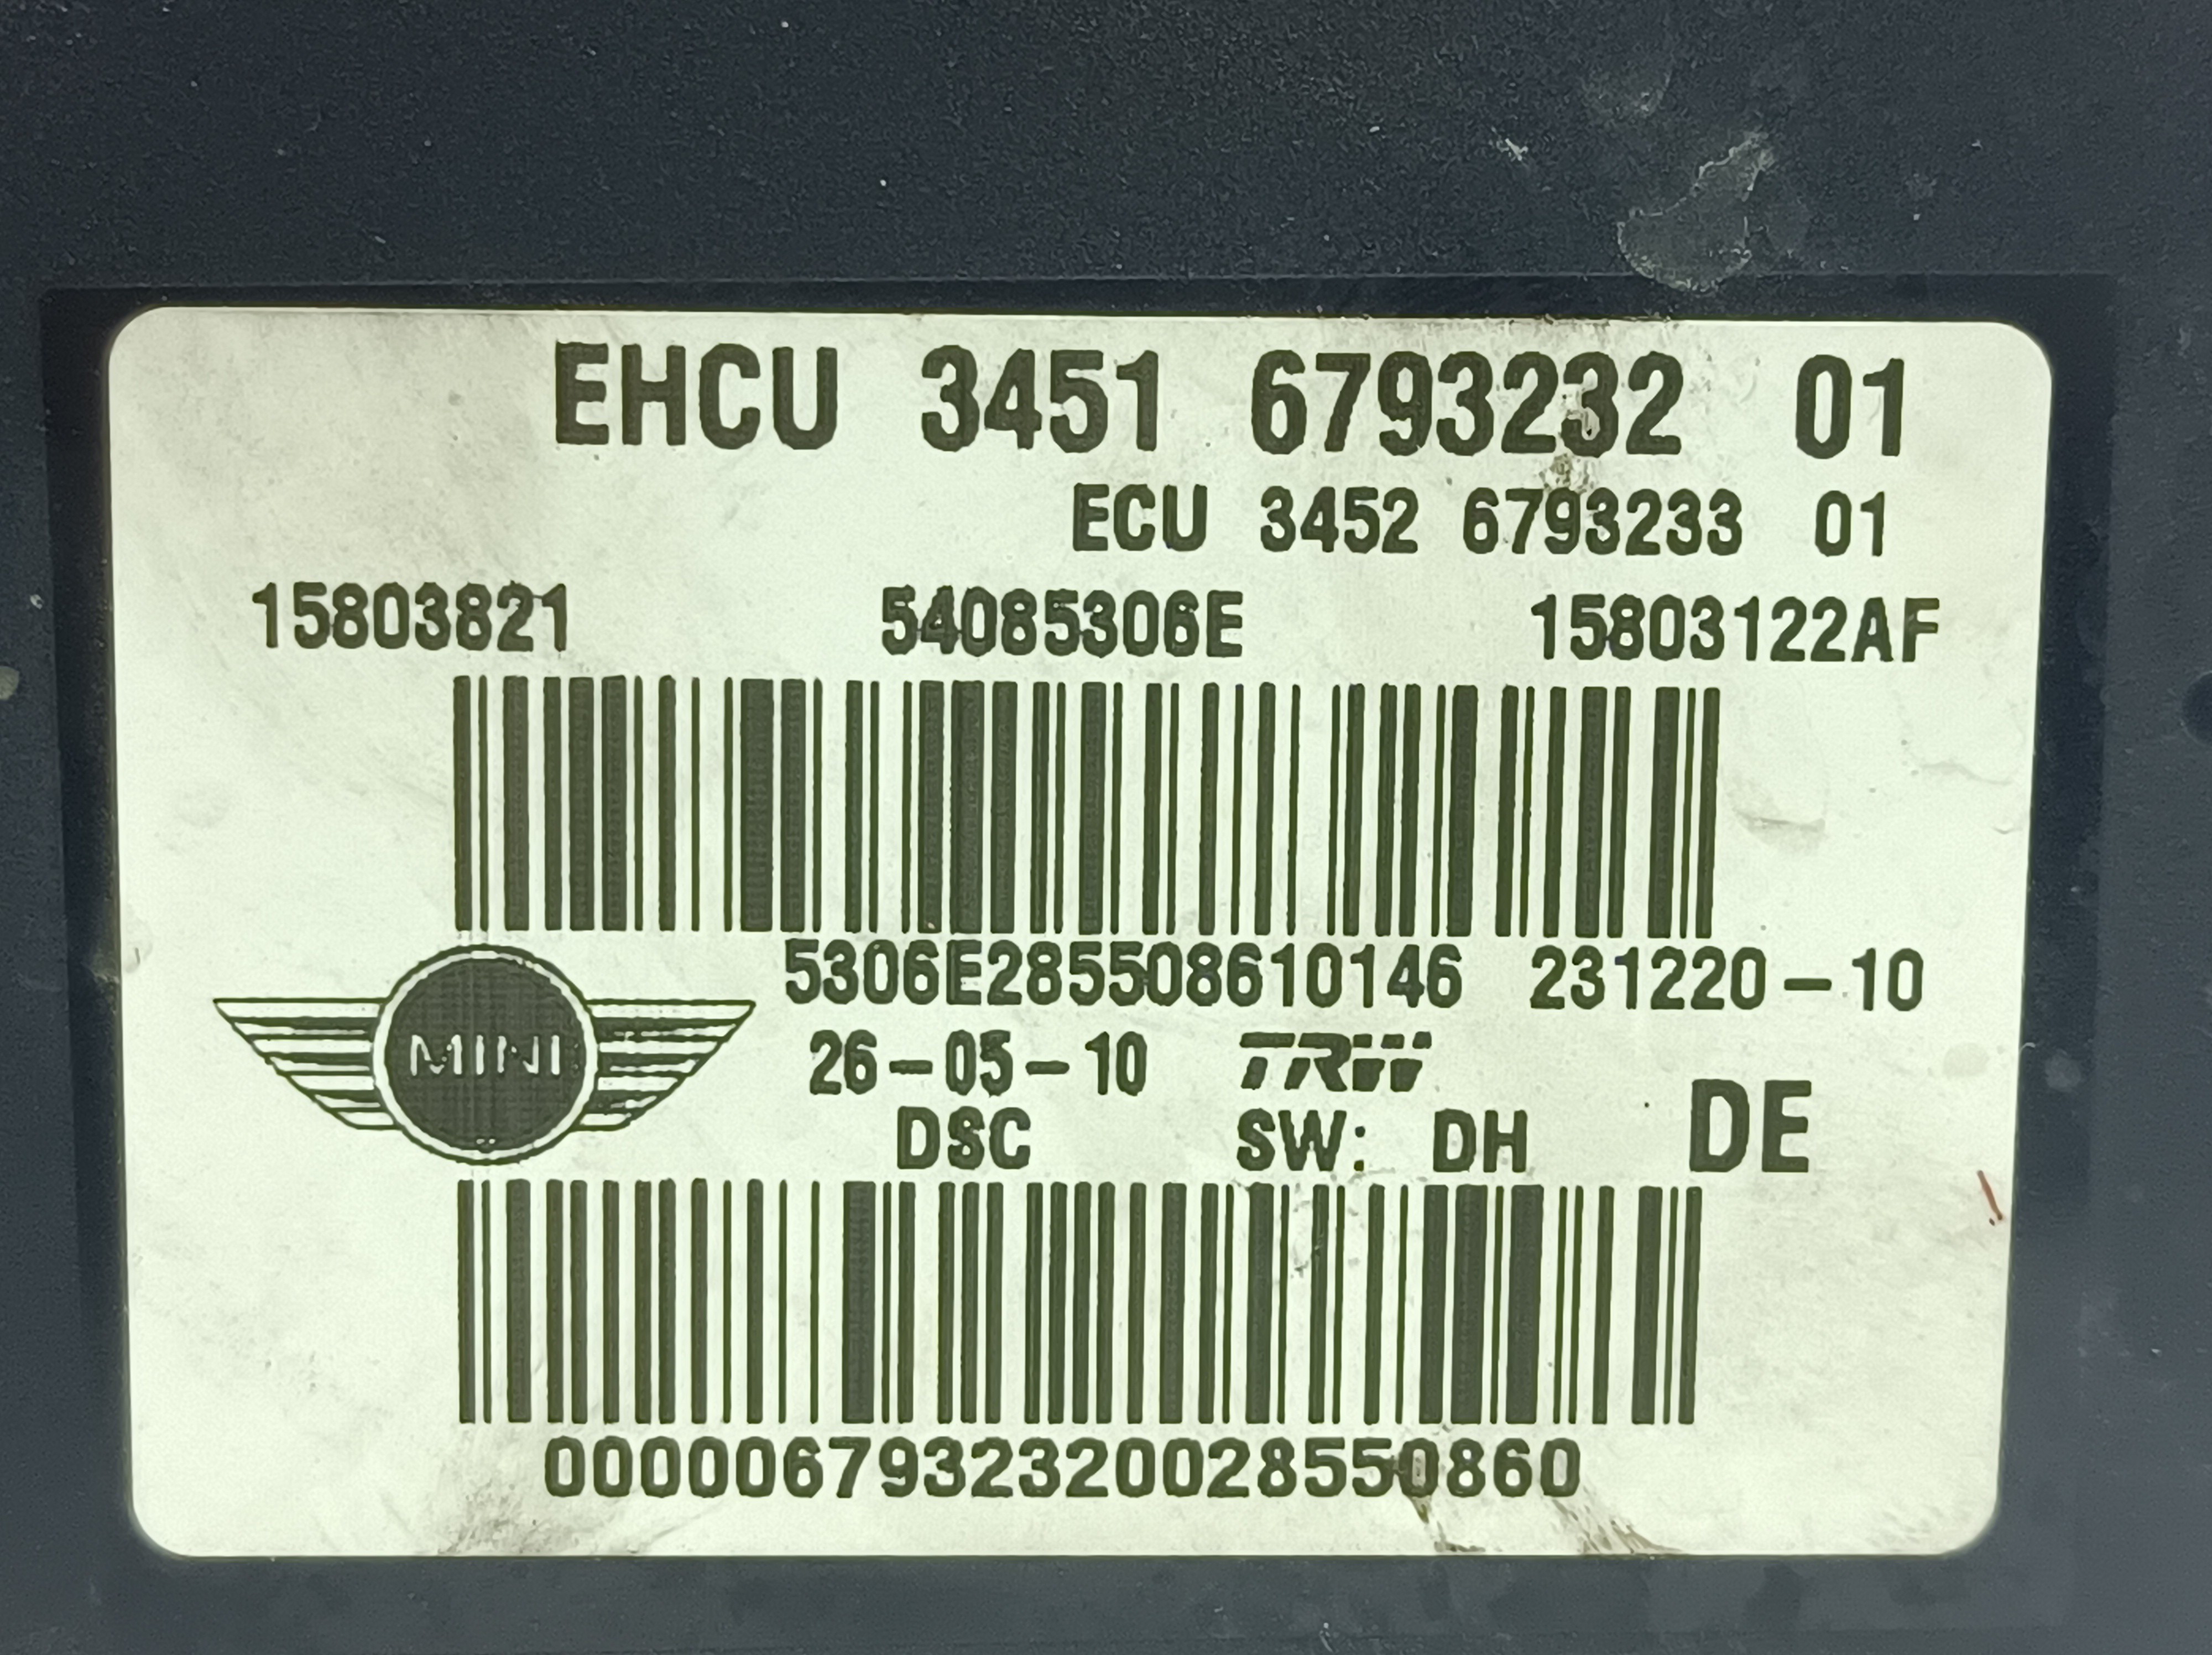 EHCU 3451 6793232 01
ECU 3452 6793233 01
15803821 54085306E 15803122AF
5306E285508610146 231220-10
MINI 26-05-10 TRW
DSC SW: DH DE
0000067932320028550860